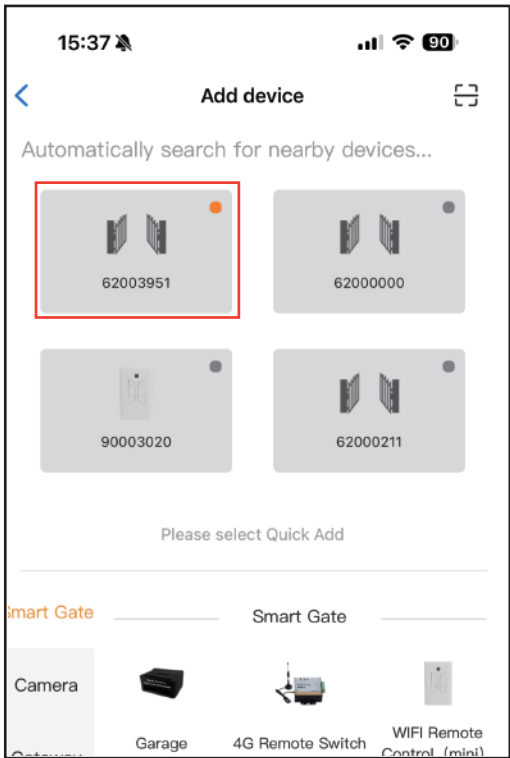 15:37
90
Add device
Automatically search for nearby devices...
62003951
62000000
90003020
62000211
Please select Quick Add
Smart Gate
Smart Gate
Camera
Garage
4G Remote Switch
WIFI Remote
Control (mini)
Gateway